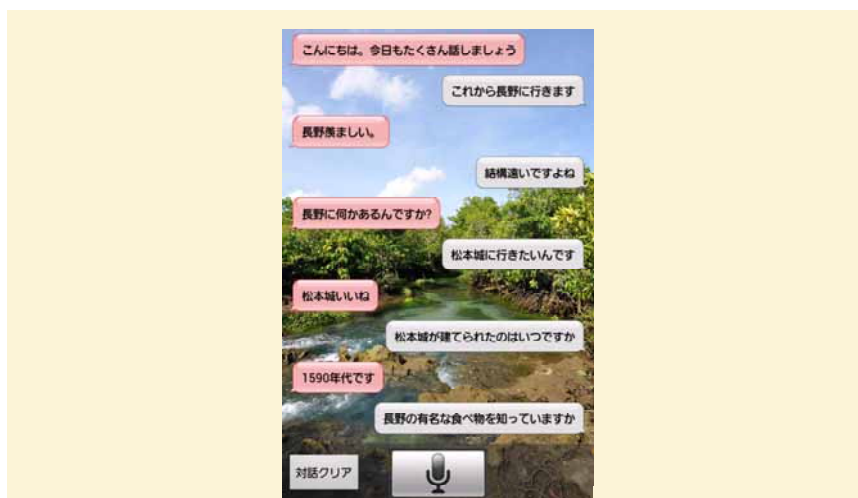 こんにちは。今日もたくさん話しましょう
これから長野に行きます
長野羨ましい。
結構遠いですよね
長野に何かあるんですか?
松本城に行きたいんです
松本城いいね
松本城が建てられたのはいつですか
1590年代です
長野の有名な食べ物を知っていますか
対話クリア